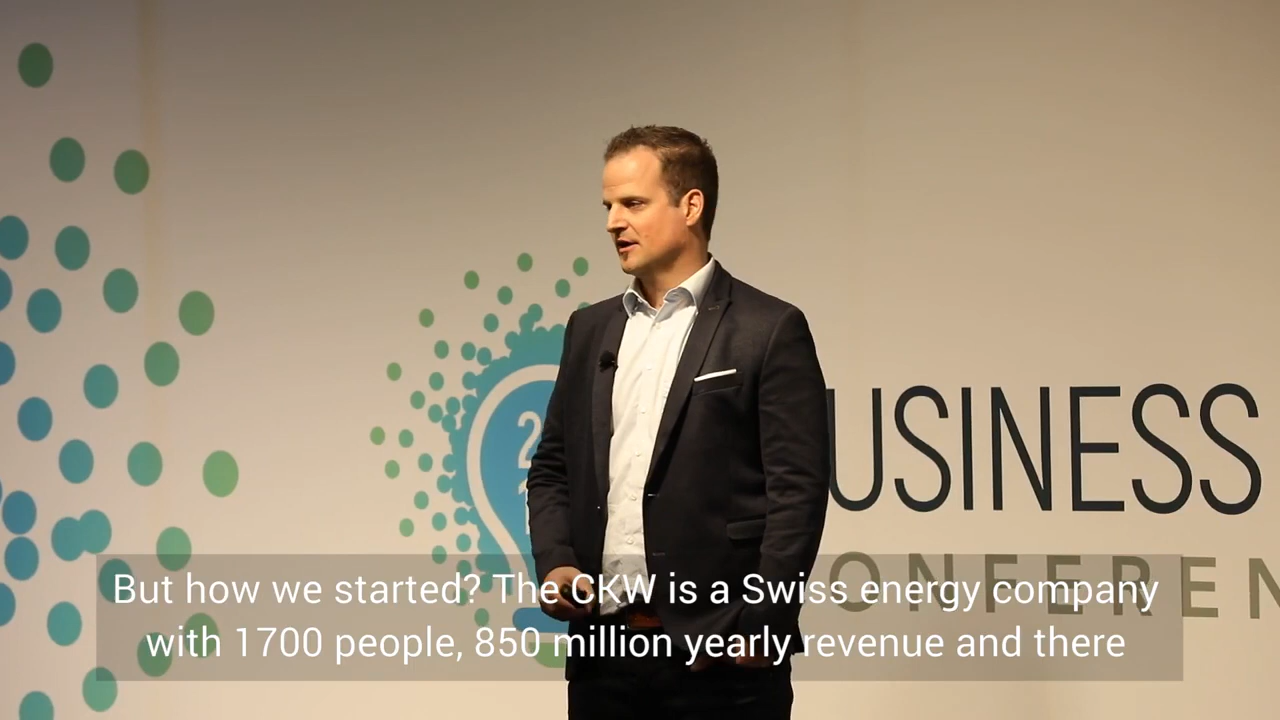 USINESS
ONFEREN
2
But how we started? The CKW is a Swiss energy company
with 1700 people, 850 million yearly revenue and there